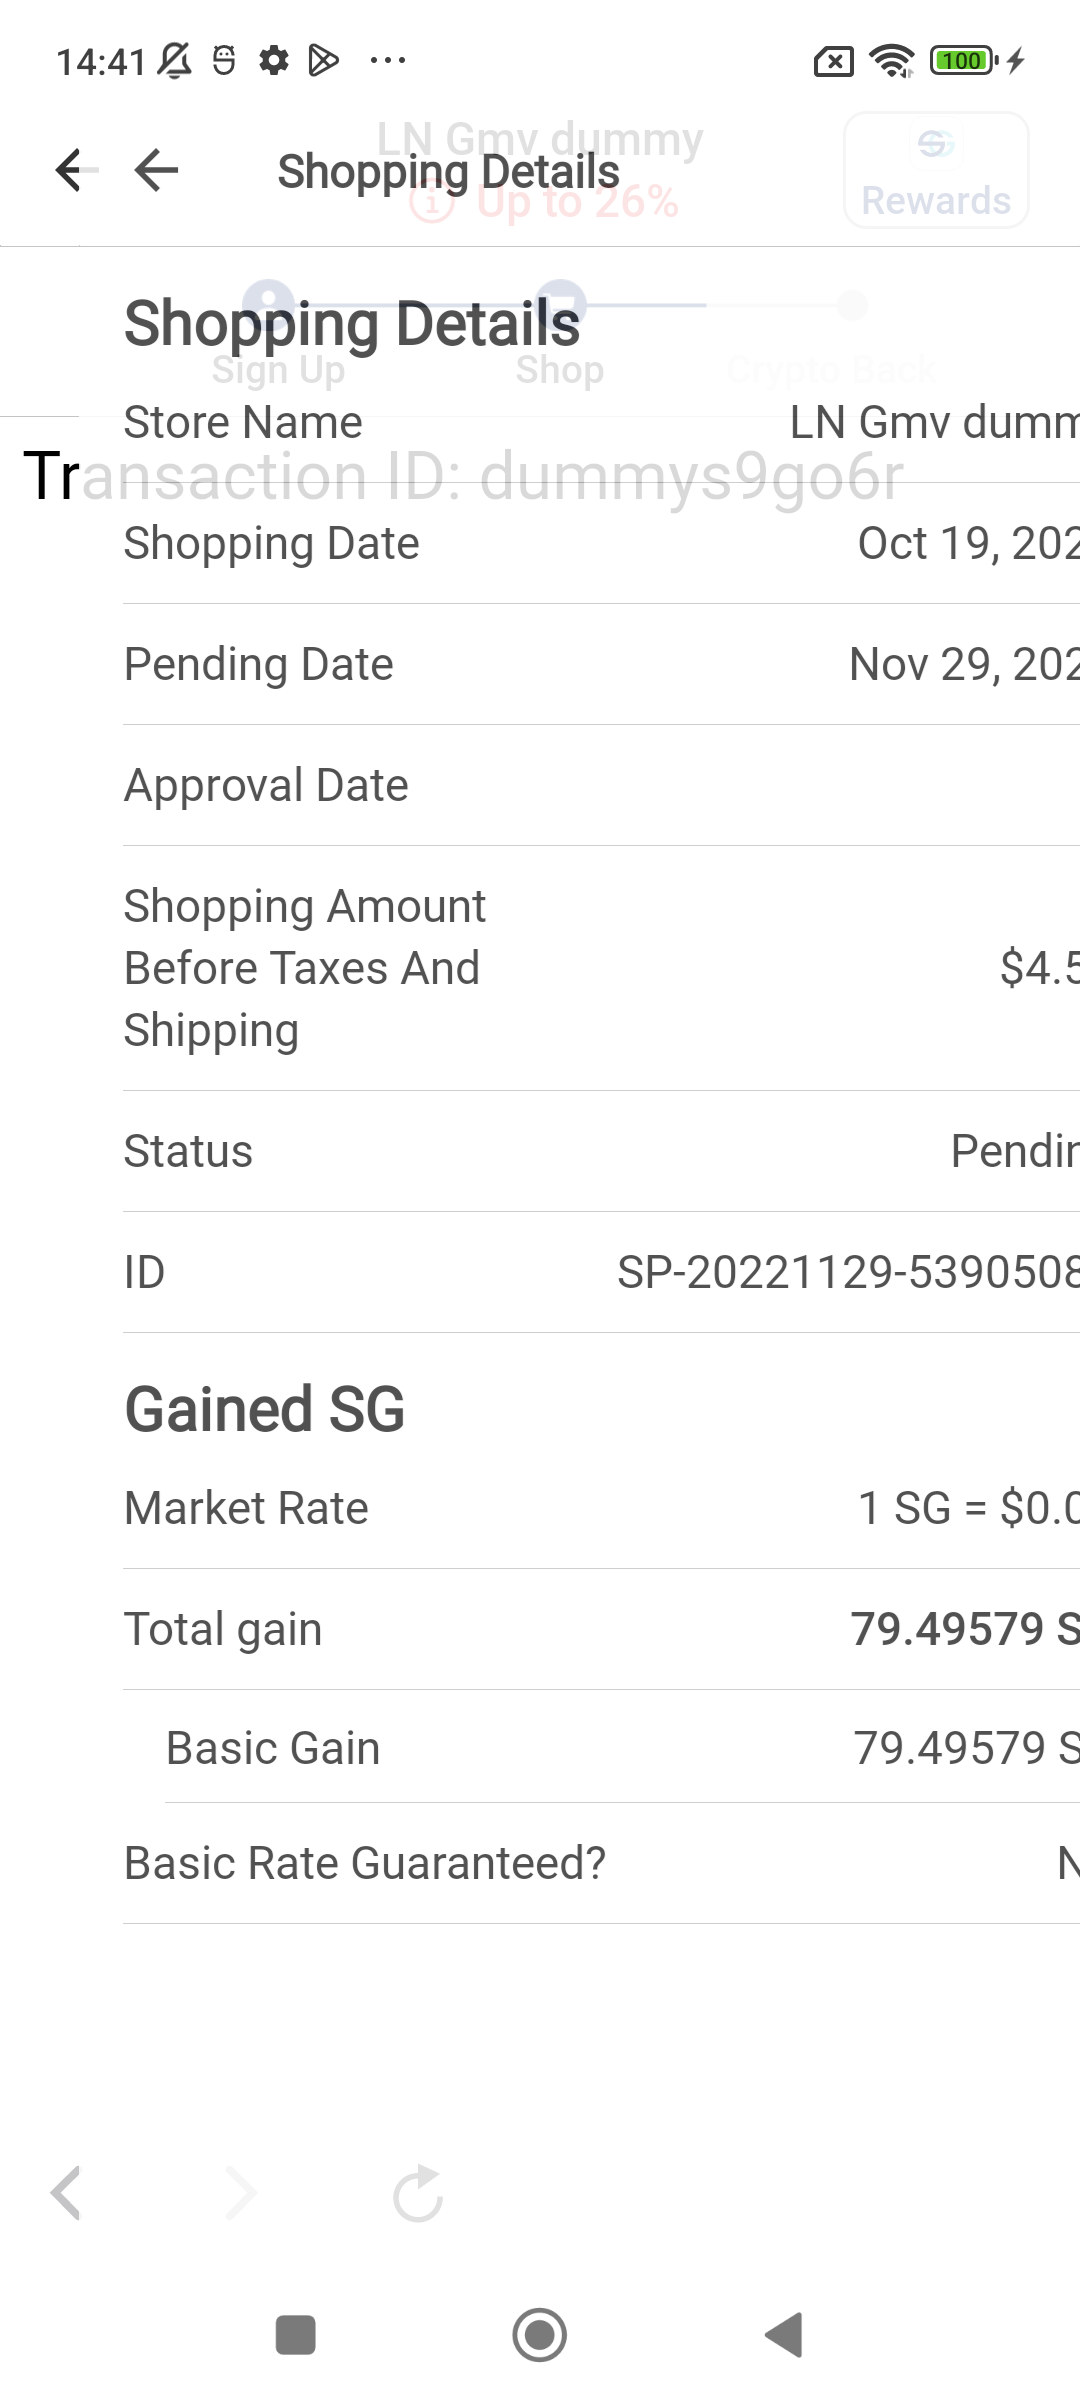 14:41
100
LN Gmv dummy
Shopping Details
Up to 26%
Rewards
Shopping Details
Sign Up
Shop
Crypto Back
Store Name LN Gmv dumm
Transaction ID: dummys9go6r
Shopping Date Oct 19, 202
Pending Date Nov 29, 202
Approval Date
Shopping Amount
Before Taxes And $4.5
Shipping
Status Pendin
ID SP-20221129-5390508
Gained SG
Market Rate 1 SG = $0.0
Total gain 79.49579 S
Basic Gain 79.49579 S
Basic Rate Guaranteed? N